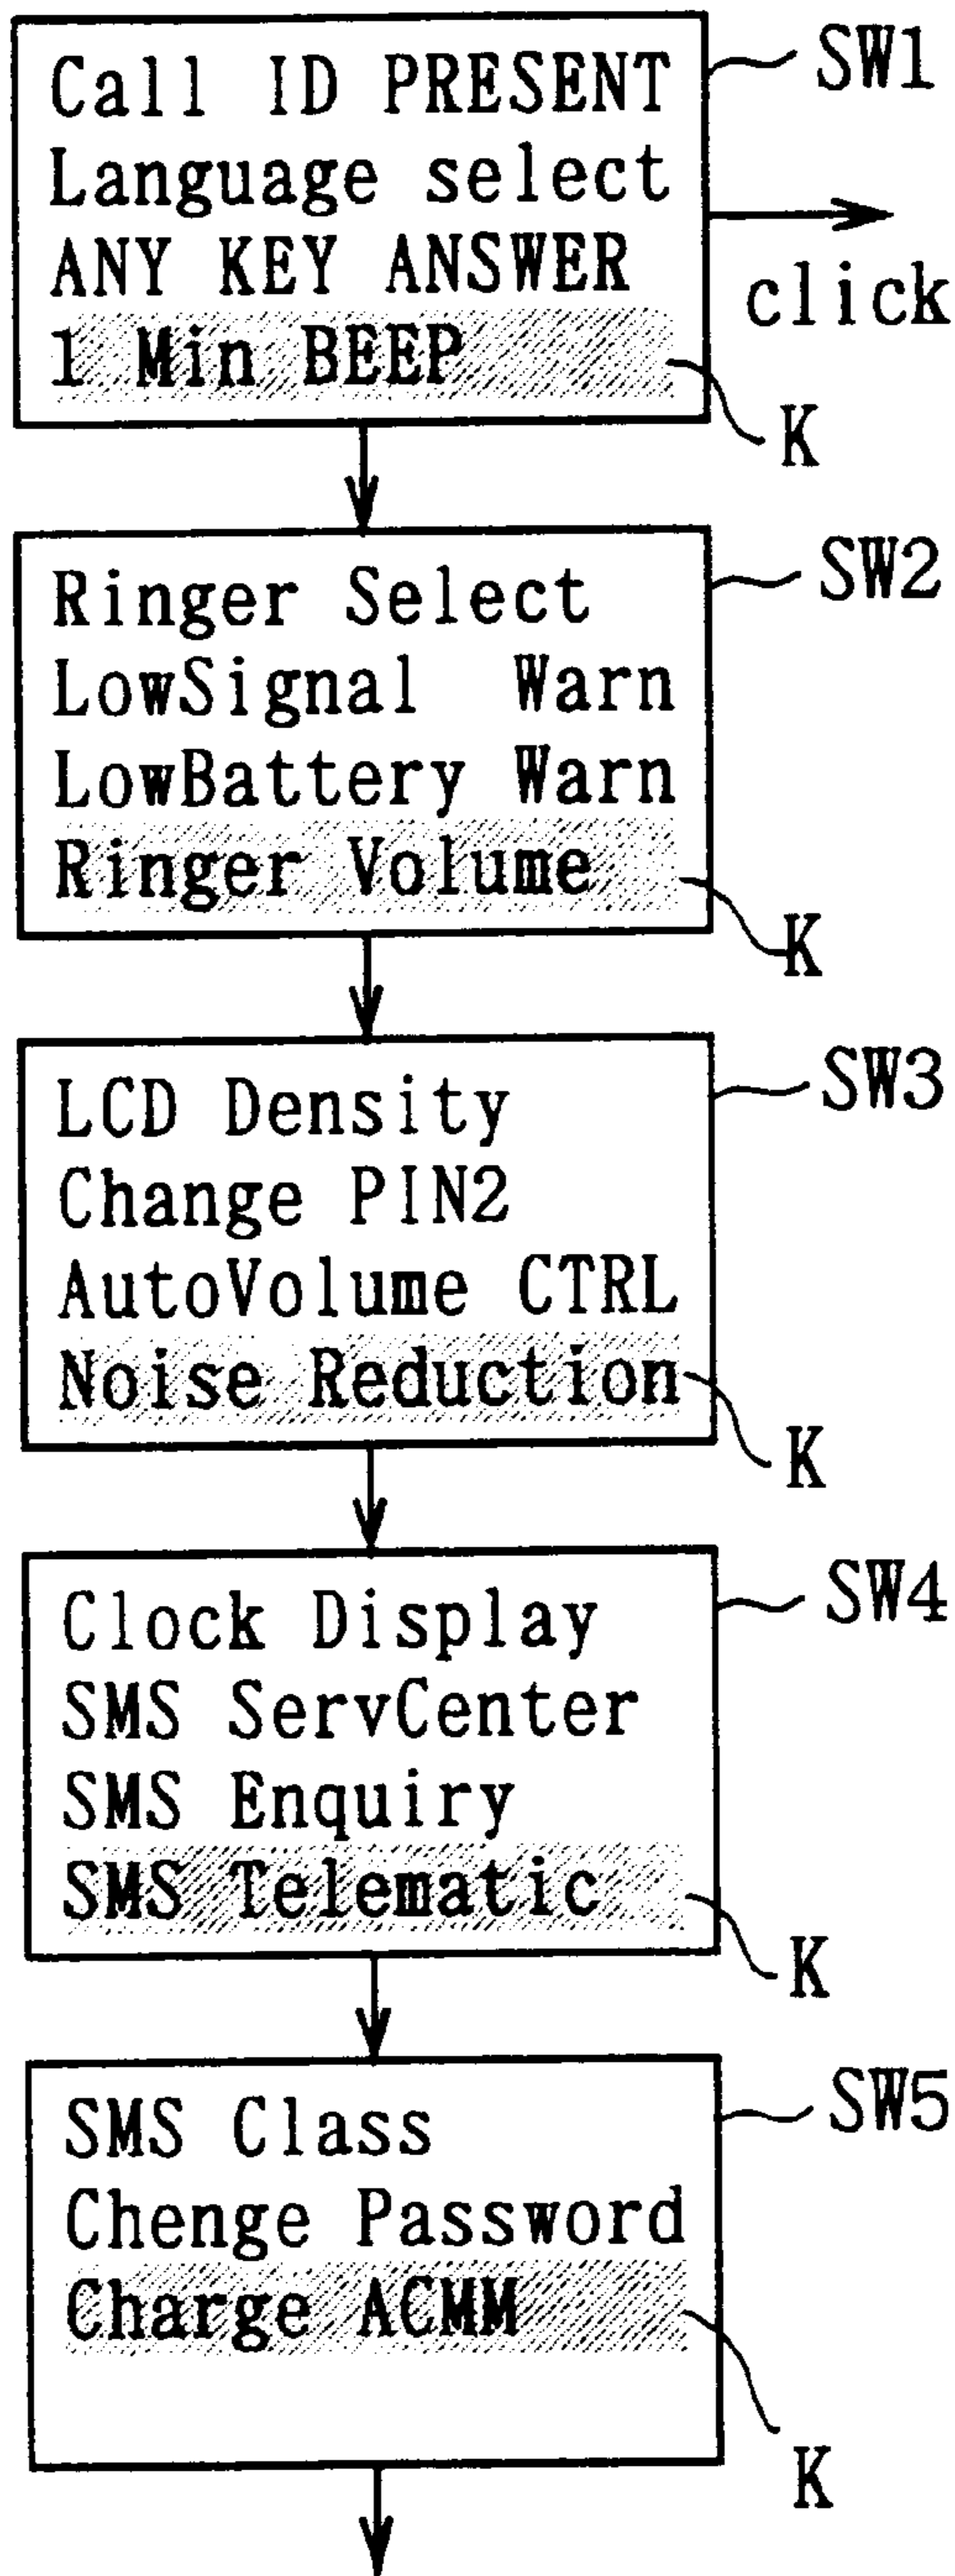 Call ID PRESENT
Language select
ANY KEY ANSWER
1 Min BEEP
SW1
click
K
Ringer Select
LowSignal Warn
LowBattery Warn
Ringer Volume
SW2
K
LCD Density
Change PIN2
AutoVolume CTRL
Noise Reduction
SW3
K
Clock Display
SMS ServCenter
SMS Enquiry
SMS Telematic
SW4
K
SMS Class
Chenge Password
Charge ACMM
SW5
K